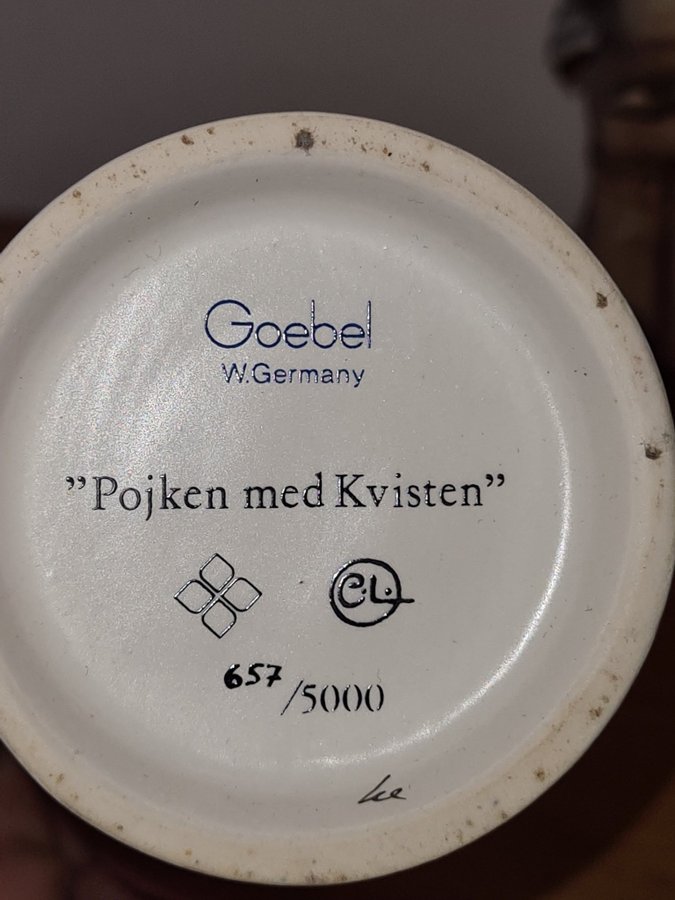 Goebel
W.Germany
”Pojken med Kvisten”
C.L.
657/5000